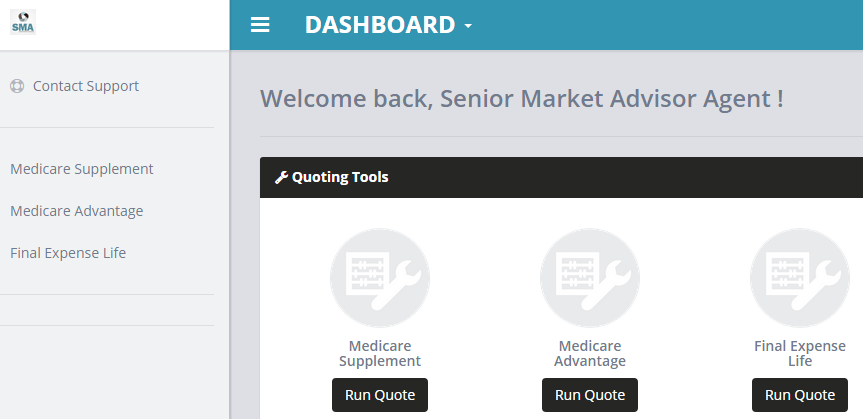 SMA
DASHBOARD
Contact Support
Medicare Supplement
Medicare Advantage
Final Expense Life
Welcome back, Senior Market Advisor Agent !
Quoting Tools
Medicare
Supplement
Run Quote
Medicare
Advantage
Run Quote
Final Expense
Life
Run Quote